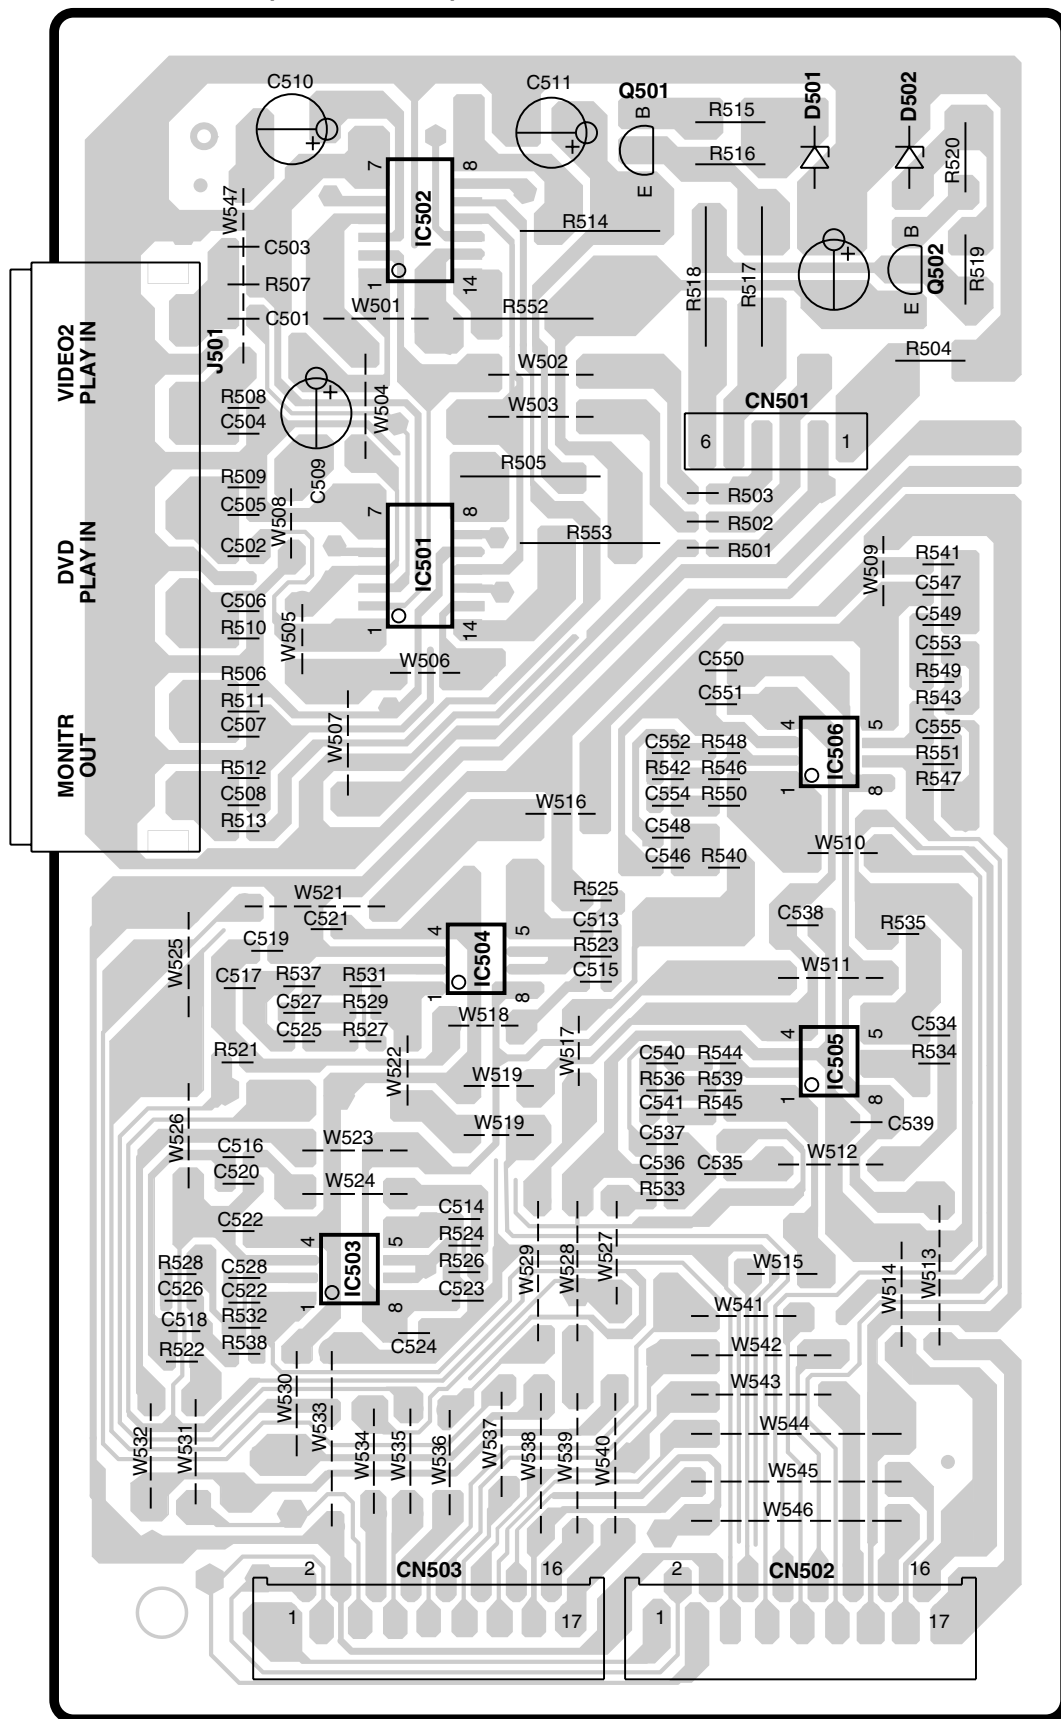 C510
C511
Q501
B
E
R515
R516
D501
D502
R520
7
8
IC502
1
14
W547
C503
R507
C501
J501
R514
R518
R517
B
E
Q502
R519
W501
R552
R504
VIDEO2
PLAY IN
W502
W503
W504
R508
C504
C509
CN501
6
1
R505
R509
C505
W508
C502
R503
R502
R501
7
8
IC501
1
14
R553
DVD
PLAY IN
W509
R541
C547
C549
C553
R549
R543
C555
R551
R547
C506
R510
W505
W506
R506
R511
C507
W507
C550
C551
4
5
IC506
1
8
MONITR
OUT
C552
R548
R542
R546
C554
R550
C548
C546
R540
R512
C508
R513
W516
W510
W521
C521
W525
C519
C517
R537
R531
C527
R529
C525
R527
4
5
IC504
1
8
R525
C513
R523
C515
C538
R535
W511
W518
W517
R521
W522
W519
4
5
IC505
1
8
C534
R534
C540
R544
R536
R539
C541
R545
C537
C536
C535
R533
C539
W512
W526
W519
W523
C516
C520
W524
C522
C514
R524
R526
C523
4
5
IC503
1
8
C524
R528
C528
C526
C522
C518
R532
R522
R538
W529
W528
W527
W515
W514
W513
W541
W542
W543
W544
W545
W546
W530
W533
W532
W531
W534
W535
W536
W537
W538
W539
W540
2
CN503
16
1
17
2
CN502
16
1
17